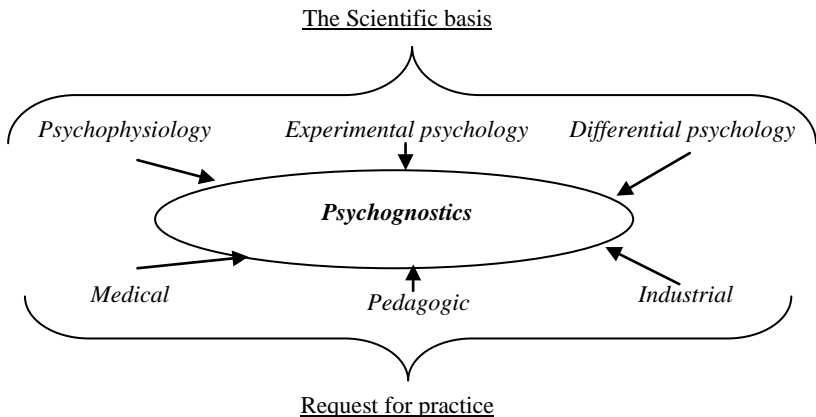 The Scientific basis
Psychophysiology Experimental psychology Differential psychology
Psychognostics
Medical Pedagogic Industrial
Request for practice